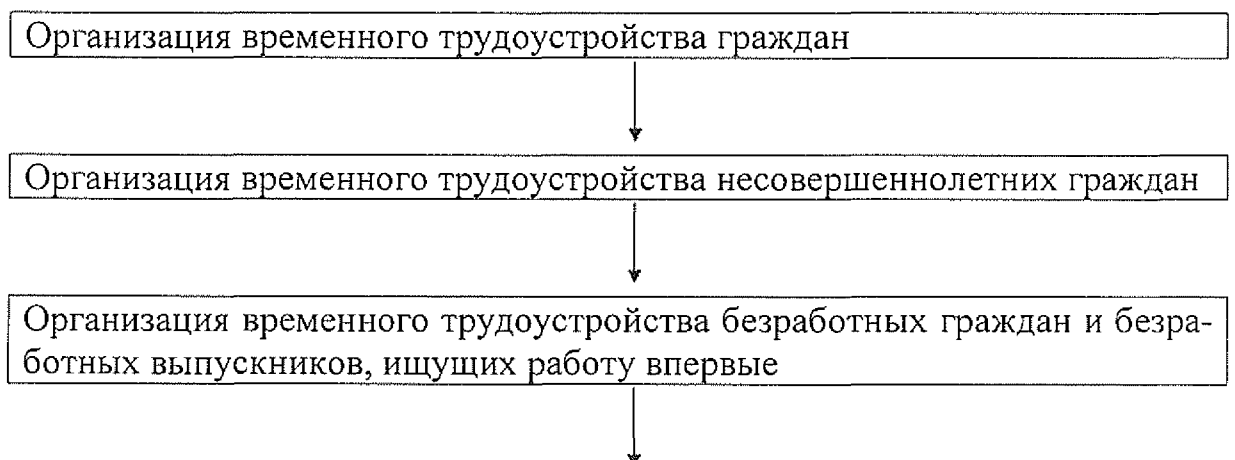 Организация временного трудоустройства граждан
Организация временного трудоустройства несовершеннолетних граждан
Организация временного трудоустройства безработных граждан и безра-
ботных выпускников, ищущих работу впервые